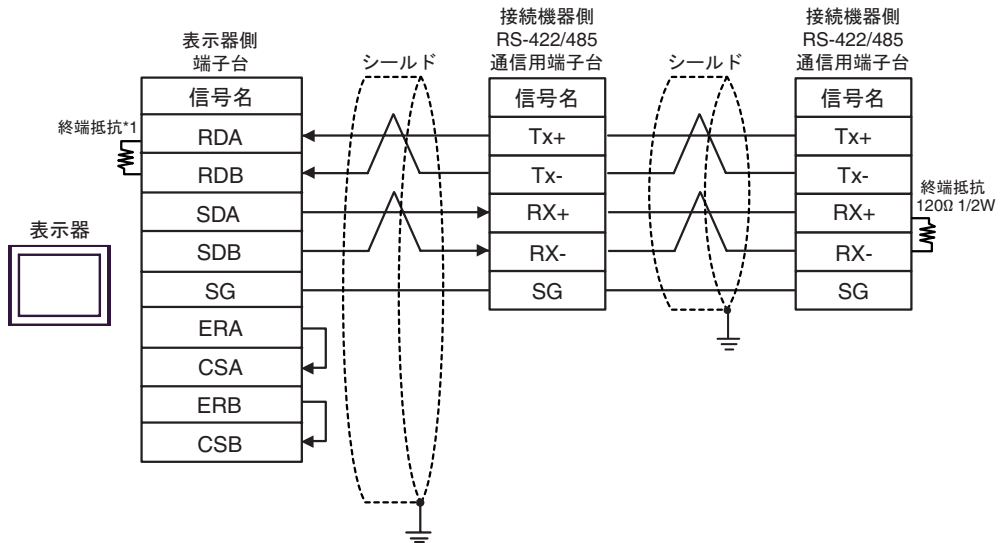 表示器側
端子台
信号名
RDA
RDB
SDA
SDB
SG
ERA
CSA
ERB
CSB
終端抵抗*1
表示器
シールド
接続機器側
RS-422/485
通信用端子台
信号名
Tx+
Tx-
RX+
RX-
SG
シールド
接続機器側
RS-422/485
通信用端子台
信号名
Tx+
Tx-
RX+
RX-
SG
終端抵抗
120Ω 1/2W